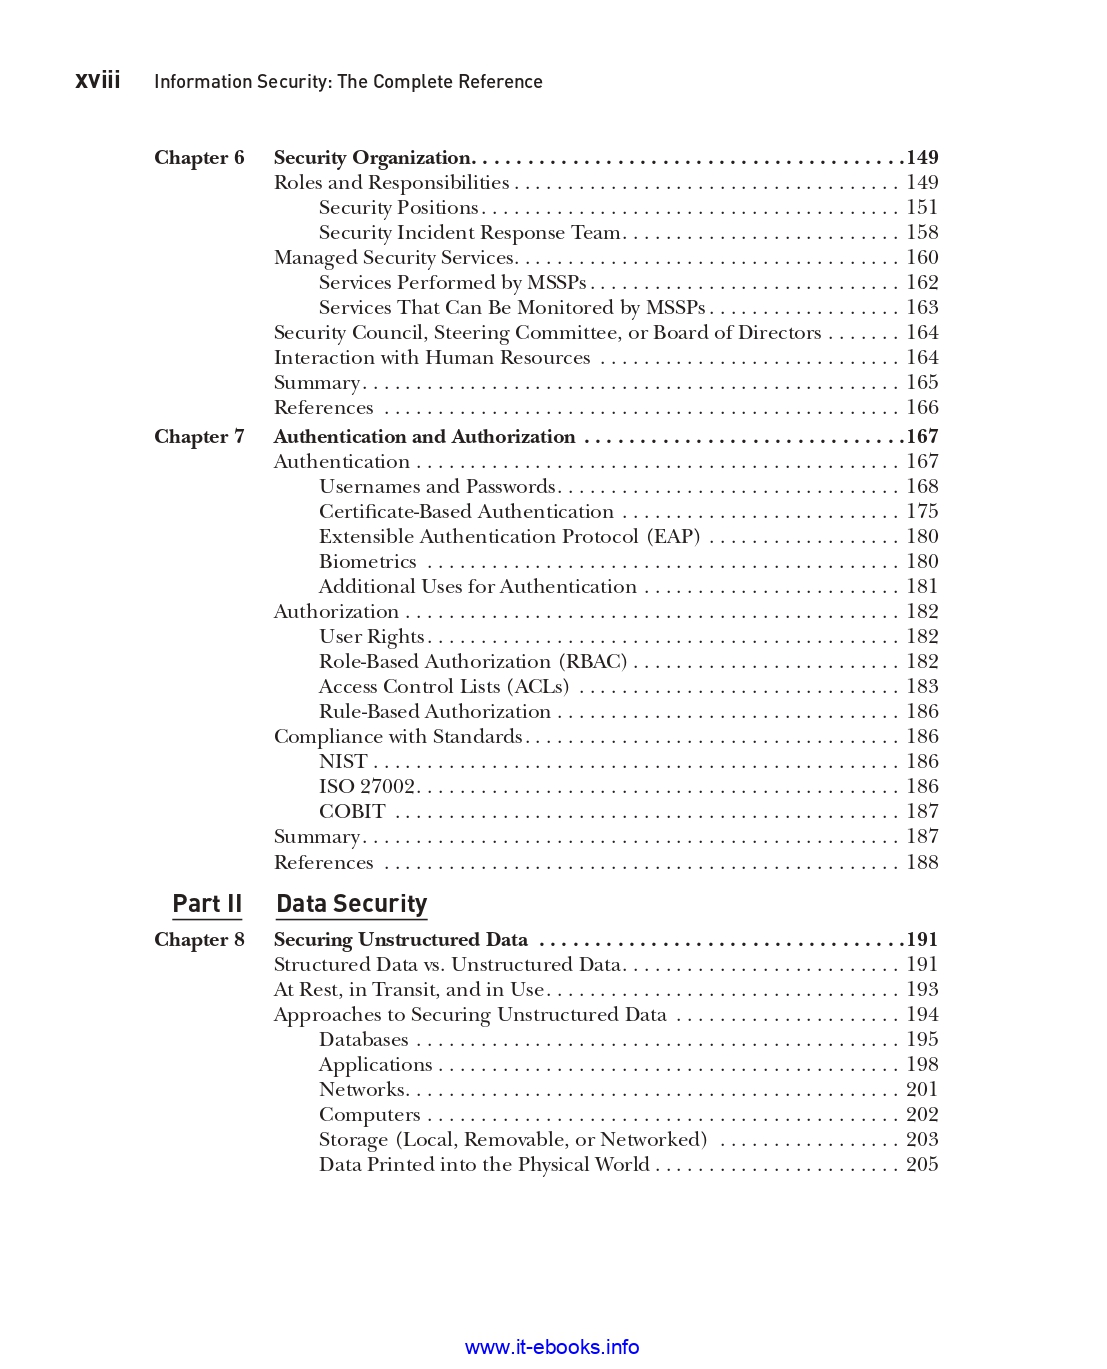 xviii Information Security: The Complete Reference
Chapter 6 Security Organization. . . . . . . . . . . . . . . . . . . . . . . . . . . . . . . . . . . . . . .149
Roles and Responsibilities . . . . . . . . . . . . . . . . . . . . . . . . . . . . . . . . . . . . 149
Security Positions. . . . . . . . . . . . . . . . . . . . . . . . . . . . . . . . . . . . . . . 151
Security Incident Response Team. . . . . . . . . . . . . . . . . . . . . . . . . . 158
Managed Security Services. . . . . . . . . . . . . . . . . . . . . . . . . . . . . . . . . . . . 160
Services Performed by MSSPs . . . . . . . . . . . . . . . . . . . . . . . . . . . . . 162
Services That Can Be Monitored by MSSPs . . . . . . . . . . . . . . . . . . 163
Security Council, Steering Committee, or Board of Directors . . . . . . . 164
Interaction with Human Resources . . . . . . . . . . . . . . . . . . . . . . . . . . . . 164
Summary. . . . . . . . . . . . . . . . . . . . . . . . . . . . . . . . . . . . . . . . . . . . . . . . . . 165
References . . . . . . . . . . . . . . . . . . . . . . . . . . . . . . . . . . . . . . . . . . . . . . . . 166
Chapter 7 Authentication and Authorization . . . . . . . . . . . . . . . . . . . . . . . . . . . . .167
Authentication . . . . . . . . . . . . . . . . . . . . . . . . . . . . . . . . . . . . . . . . . . . . . 167
Usernames and Passwords. . . . . . . . . . . . . . . . . . . . . . . . . . . . . . . . 168
Certificate-Based Authentication . . . . . . . . . . . . . . . . . . . . . . . . . . 175
Extensible Authentication Protocol (EAP) . . . . . . . . . . . . . . . . . . 180
Biometrics . . . . . . . . . . . . . . . . . . . . . . . . . . . . . . . . . . . . . . . . . . . . 180
Additional Uses for Authentication . . . . . . . . . . . . . . . . . . . . . . . . 181
Authorization . . . . . . . . . . . . . . . . . . . . . . . . . . . . . . . . . . . . . . . . . . . . . . 182
User Rights . . . . . . . . . . . . . . . . . . . . . . . . . . . . . . . . . . . . . . . . . . . . 182
Role-Based Authorization (RBAC) . . . . . . . . . . . . . . . . . . . . . . . . . 182
Access Control Lists (ACLs) . . . . . . . . . . . . . . . . . . . . . . . . . . . . . . 183
Rule-Based Authorization . . . . . . . . . . . . . . . . . . . . . . . . . . . . . . . . 186
Compliance with Standards. . . . . . . . . . . . . . . . . . . . . . . . . . . . . . . . . . . 186
NIST . . . . . . . . . . . . . . . . . . . . . . . . . . . . . . . . . . . . . . . . . . . . . . . . . 186
ISO 27002. . . . . . . . . . . . . . . . . . . . . . . . . . . . . . . . . . . . . . . . . . . . . 186
COBIT . . . . . . . . . . . . . . . . . . . . . . . . . . . . . . . . . . . . . . . . . . . . . . . 187
Summary. . . . . . . . . . . . . . . . . . . . . . . . . . . . . . . . . . . . . . . . . . . . . . . . . . 187
References . . . . . . . . . . . . . . . . . . . . . . . . . . . . . . . . . . . . . . . . . . . . . . . . 188
Part II Data Security
Chapter 8 Securing Unstructured Data . . . . . . . . . . . . . . . . . . . . . . . . . . . . . . . . .191
Structured Data vs. Unstructured Data. . . . . . . . . . . . . . . . . . . . . . . . . . 191
At Rest, in Transit, and in Use. . . . . . . . . . . . . . . . . . . . . . . . . . . . . . . . . 193
Approaches to Securing Unstructured Data . . . . . . . . . . . . . . . . . . . . . 194
Databases . . . . . . . . . . . . . . . . . . . . . . . . . . . . . . . . . . . . . . . . . . . . . 195
Applications . . . . . . . . . . . . . . . . . . . . . . . . . . . . . . . . . . . . . . . . . . . 198
Networks. . . . . . . . . . . . . . . . . . . . . . . . . . . . . . . . . . . . . . . . . . . . . . 201
Computers . . . . . . . . . . . . . . . . . . . . . . . . . . . . . . . . . . . . . . . . . . . . 202
Storage (Local, Removable, or Networked) . . . . . . . . . . . . . . . . . 203
Data Printed into the Physical World . . . . . . . . . . . . . . . . . . . . . . . 205
www.it-ebooks.info